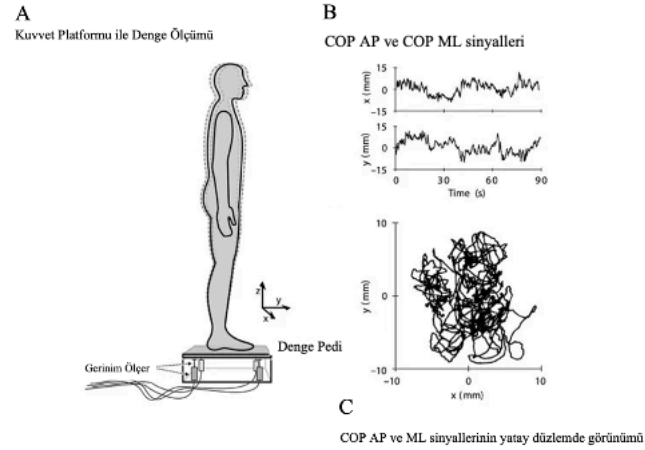 A
Kuvvet Platformu ile Denge Ölçümü
z
y
x
Denge Pedi
Gerinim Ölçer
B
COP AP ve COP ML sinyalleri
15
0
-15
x (mm)
15
0
-15
y (mm)
0 30 60 90
Time (s)
10
0
-10
y (mm)
-10 0 10
x (mm)
C
COP AP ve ML sinyallerinin yatay düzlemde görünümü